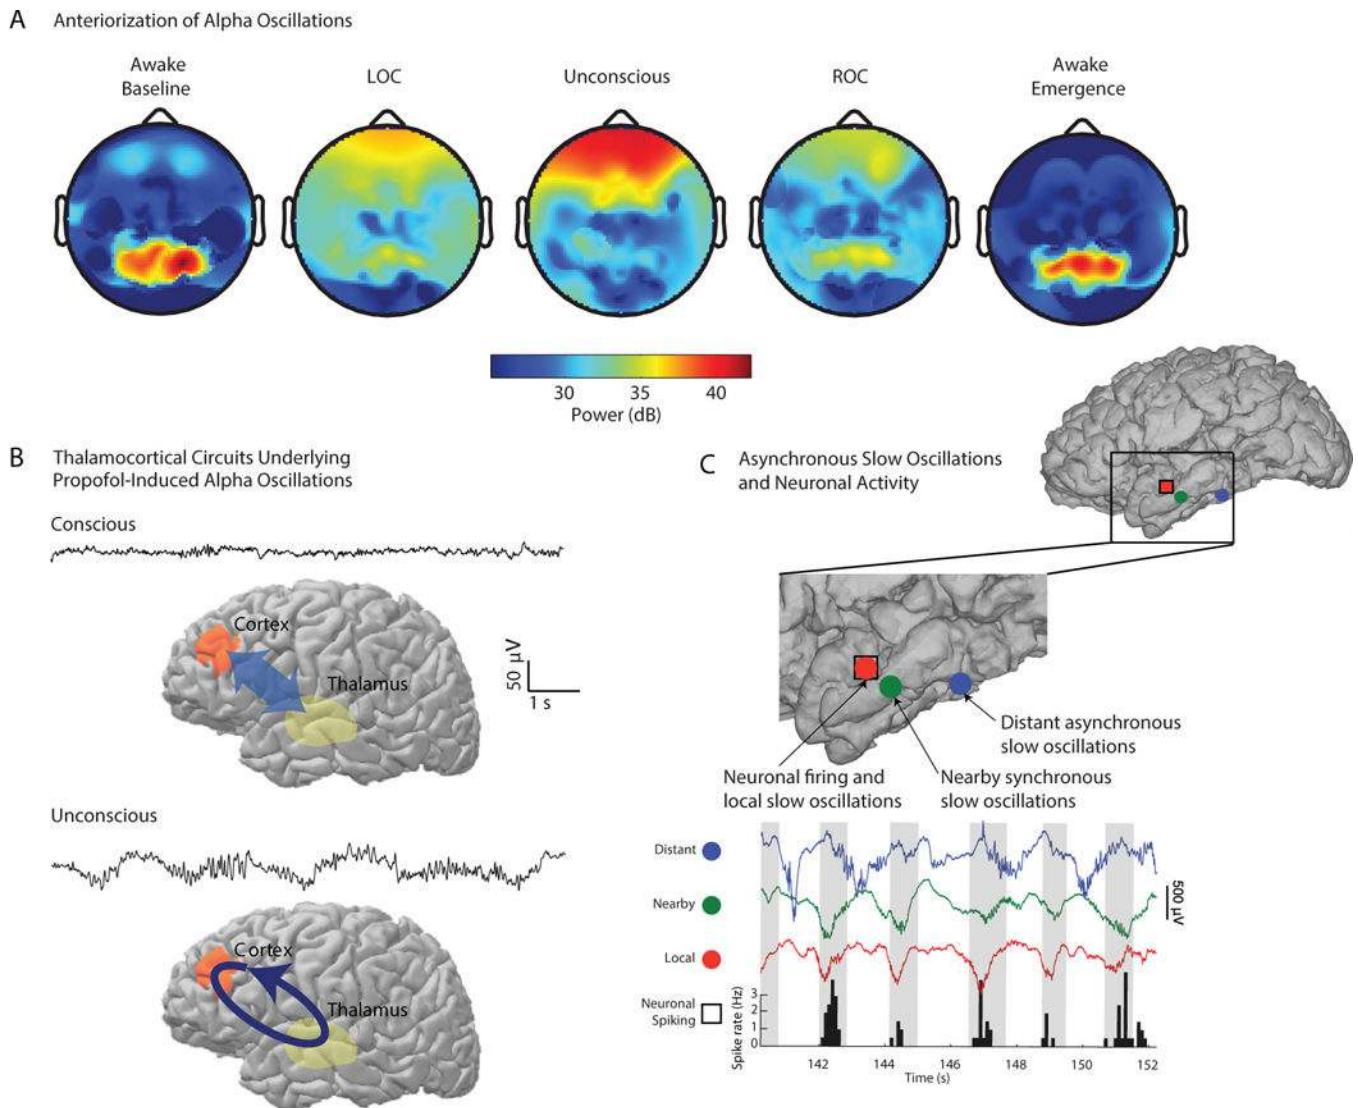 A Anteriorization of Alpha Oscillations
Awake
Baseline
LOC
Unconscious
ROC
Awake
Emergence
30 35 40
Power (dB)
B Thalamocortical Circuits Underlying
Propofol-Induced Alpha Oscillations
Conscious
Cortex
Thalamus
50 μV
1 s
Unconscious
Cortex
Thalamus
C Asynchronous Slow Oscillations
and Neuronal Activity
Distant asynchronous
slow oscillations
Neuronal firing and
local slow oscillations
Nearby synchronous
slow oscillations
Distant
Nearby
Local
500 μV
Neuronal
Spiking
Spike rate (Hz)
3
2
1
0
142 144 146 148 150 152
Time (s)